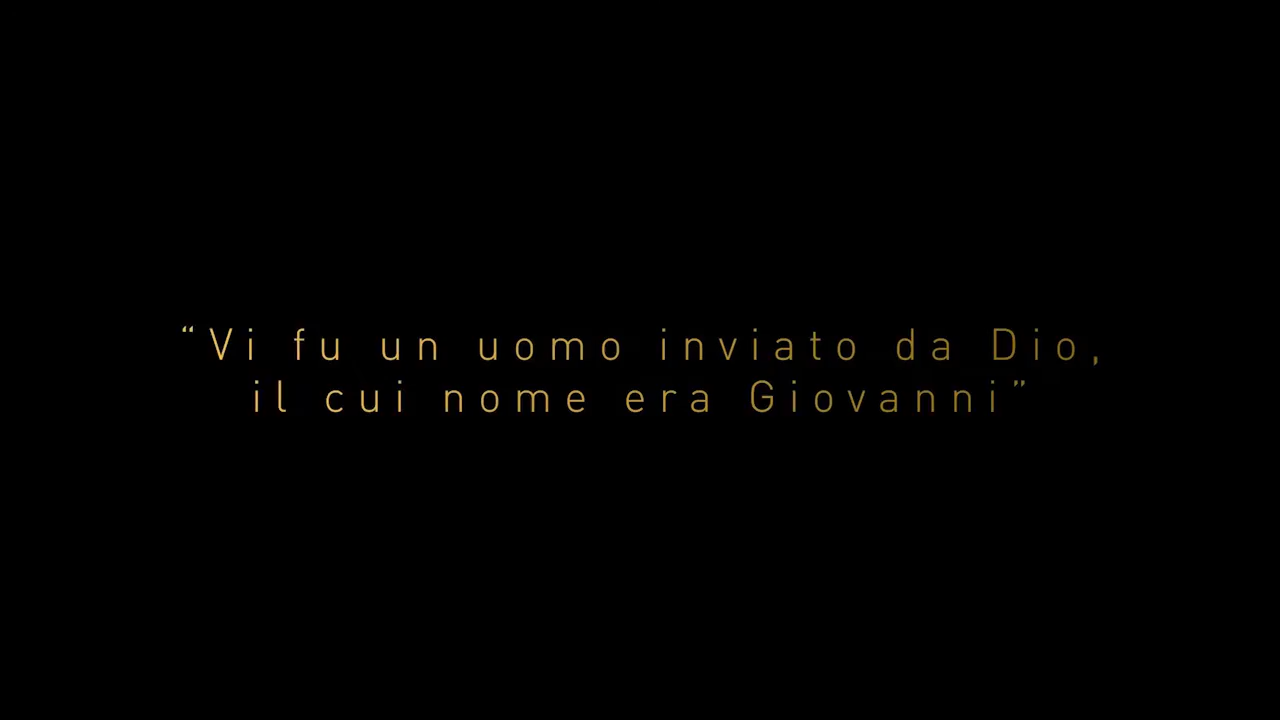 “Vi fu un uomo inviato da Dio,
il cui nome era Giovanni”